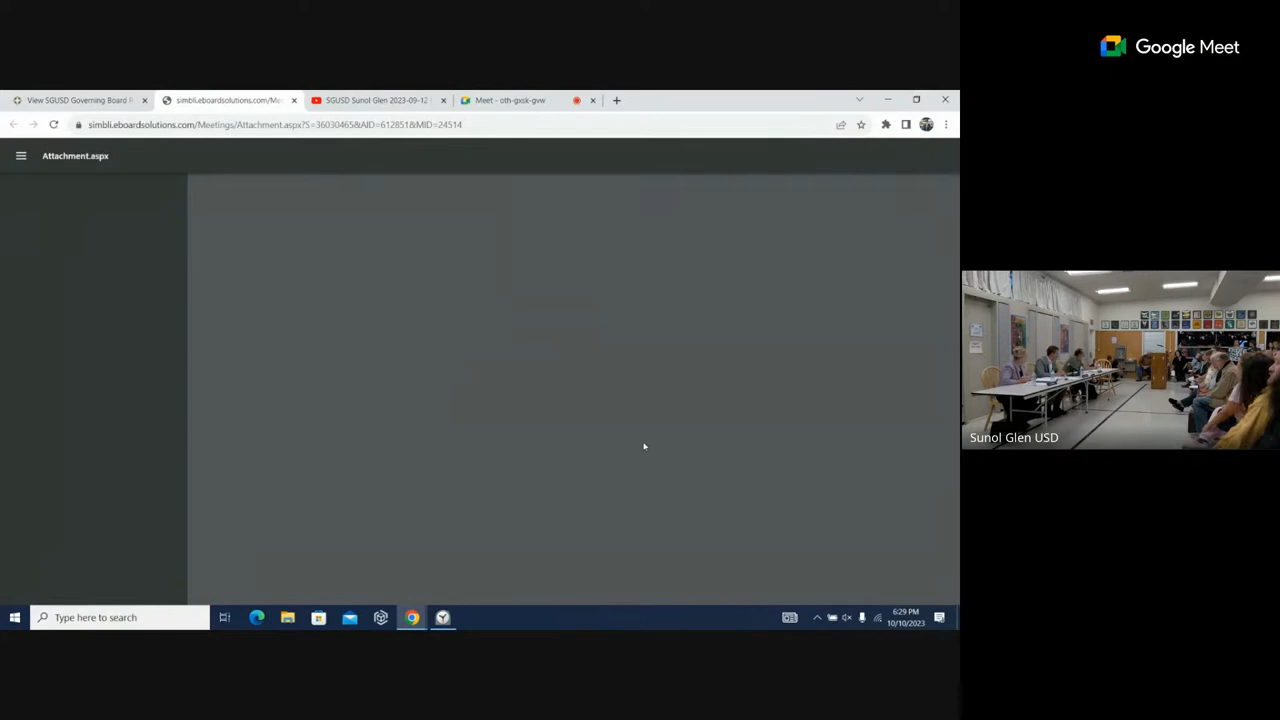 Google Meet
View SGUSD Governing Board R
simbli.eboardsolutions.com/Me
SGUSD Sunol Glen 2023-09-12
Meet - oth-gxsk-gvw
simbli.eboardsolutions.com/Meetings/Attachment.aspx?S=36030465&AID=612851&MID=24514
Attachment.aspx
Sunol Glen USD
Type here to search
6:29 PM
10/10/2023